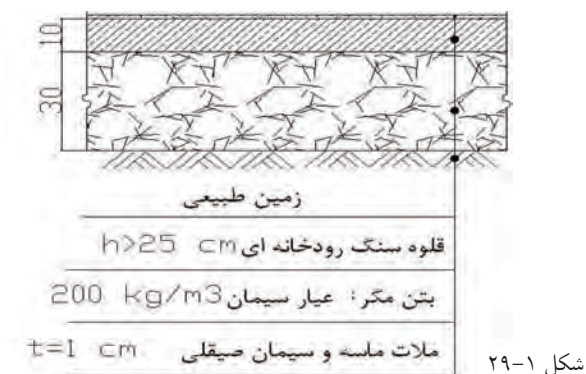 10
30
زمین طبیعی
قلوه سنگ رودخانه ای h>25 cm
بتن مگر: عیار سیمان 200 kg/m3
ملات ماسه و سیمان صیقلی t=1 cm
شکل ۱-۲۹